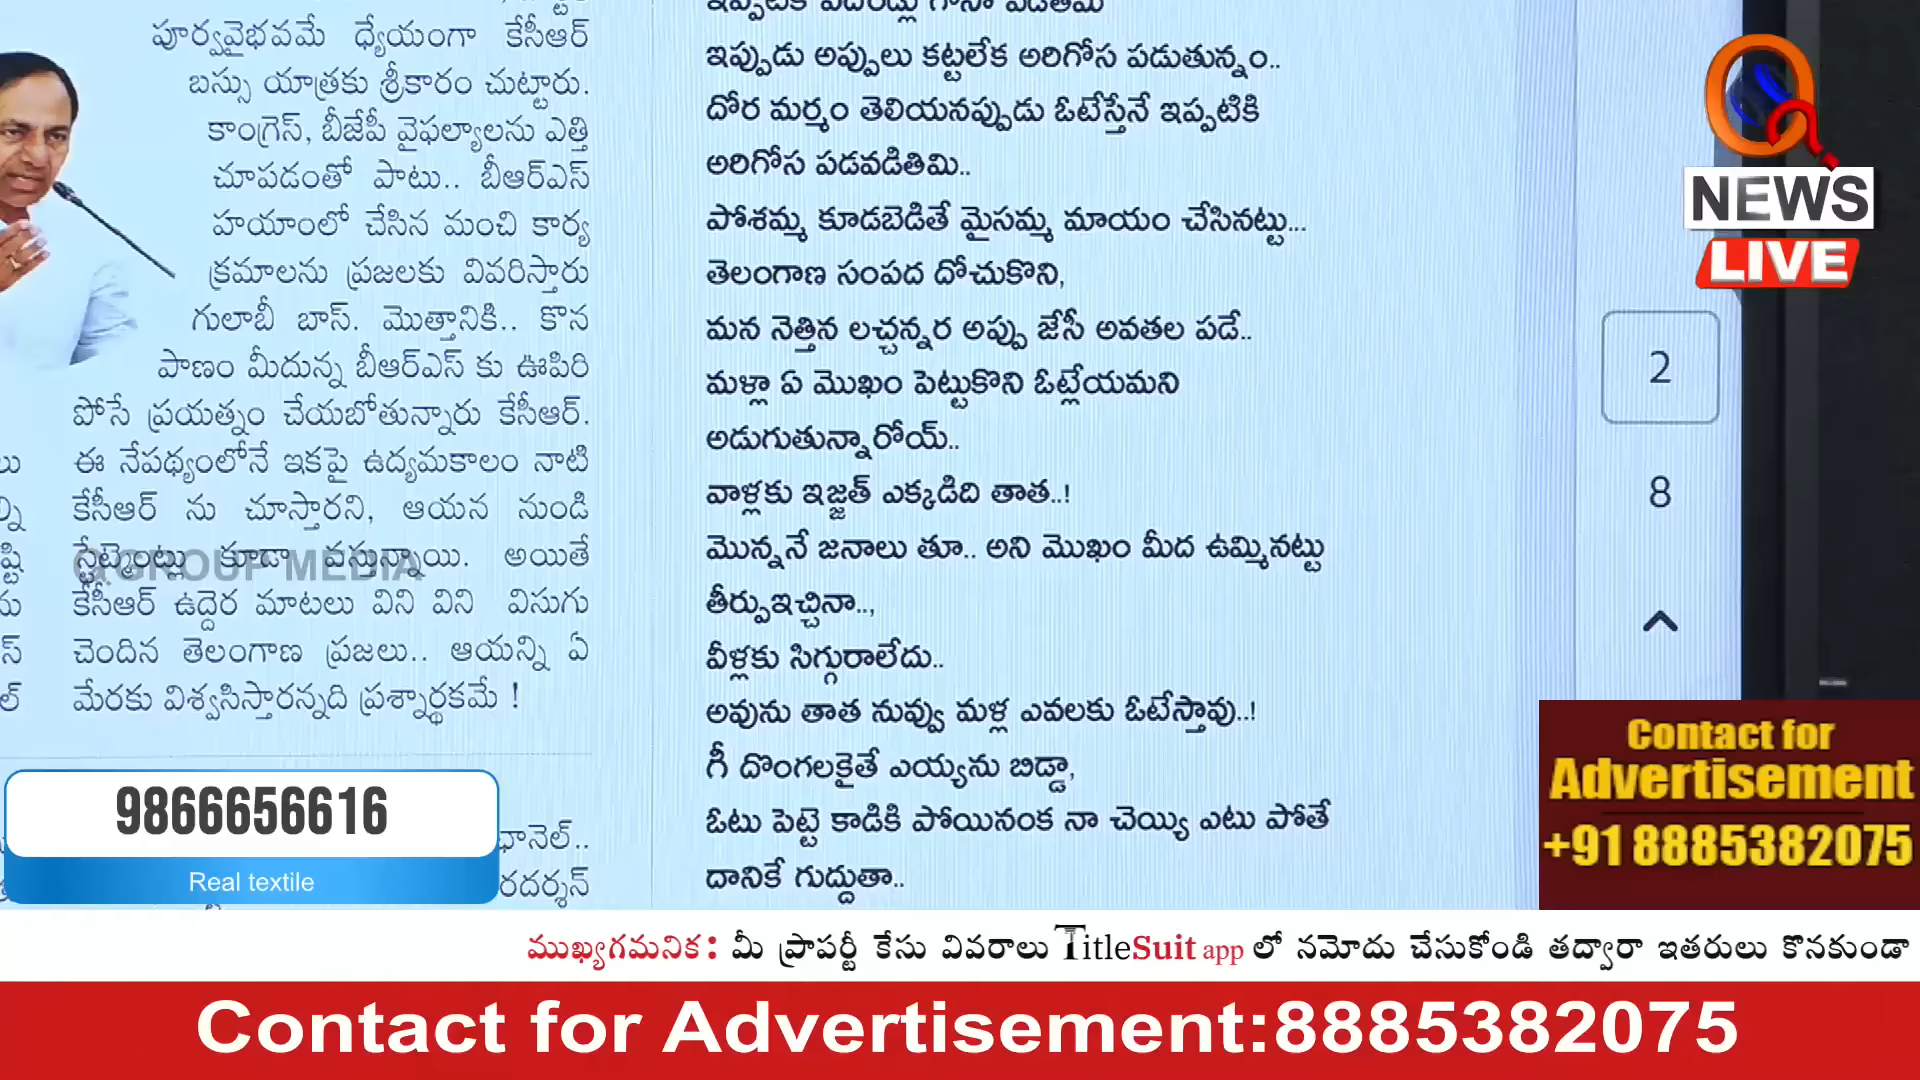 పూర్వవైభవమే ధ్యేయంగా కేసీఆర్
బస్సు యాత్రకు శ్రీకారం చుట్టారు.
కాంగ్రెస్, బీజేపీ వైఫల్యాలను ఎత్తి
చూపడంతో పాటు.. బీఆర్ఎస్
హయాంలో చేసిన మంచి కార్య
క్రమాలను ప్రజలకు వివరిస్తారు
గులాబీ బాస్. మొత్తానికి.. కొన
పాణం మీదున్న బీఆర్ఎస్ కు ఊపిరి
పోసే ప్రయత్నం చేయబోతున్నారు కేసీఆర్.
ఈ నేపథ్యంలోనే ఇకపై ఉద్యమకాలం నాటి
కేసీఆర్ ను చూస్తారని, ఆయన నుండి
స్టేట్మెంట్లు కూడా వస్తున్నాయి. అయితే
కేసీఆర్ ఉద్దెర మాటలు విని విని విసుగు
చెందిన తెలంగాణ ప్రజలు.. ఆయన్ని ఏ
మేరకు విశ్వసిస్తారన్నది ప్రశ్నార్థకమే !
QGROUP MEDIA
ఛానెల్..
ఇప్పుడు అప్పులు కట్టలేక అరిగోస పడుతున్నం..
దోర మర్మం తెలియనప్పుడు ఓటేస్తేనే ఇప్పటికి
అరిగోస పడవడితిమి..
పోశమ్మ కూడబెడితే మైసమ్మ మాయం చేసినట్టు...
తెలంగాణ సంపద దోచుకొని,
మన నెత్తిన లచ్చన్నర అప్పు జేసీ అవతల పడే..
మళ్లా ఏ మొఖం పెట్టుకొని ఓట్లేయమని
అడుగుతున్నారోయ్..
వాళ్లకు ఇజ్జత్ ఎక్కడిది తాత..!
మొన్ననే జనాలు తూ.. అని మొఖం మీద ఉమ్మినట్టు
తీర్పుఇచ్చినా..,
వీళ్లకు సిగ్గురాలేదు..
అవును తాత నువ్వు మళ్ల ఎవలకు ఓటేస్తావు..!
గీ దొంగలకైతే ఎయ్యను బిడ్డా,
ఓటు పెట్టె కాడికి పోయినంక నా చెయ్యి ఎటు పోతే
దానికే గుద్దుతా..
2
8
Q
NEWS
LIVE
Contact for
Advertisement
+91 8885382075
9866656616
Real textile
ముఖ్యగమనిక: మీ ప్రాపర్టీ కేసు వివరాలు TitleSuit app లో నమోదు చేసుకోండి తద్వారా ఇతరులు కొనకుండా
Contact for Advertisement:8885382075